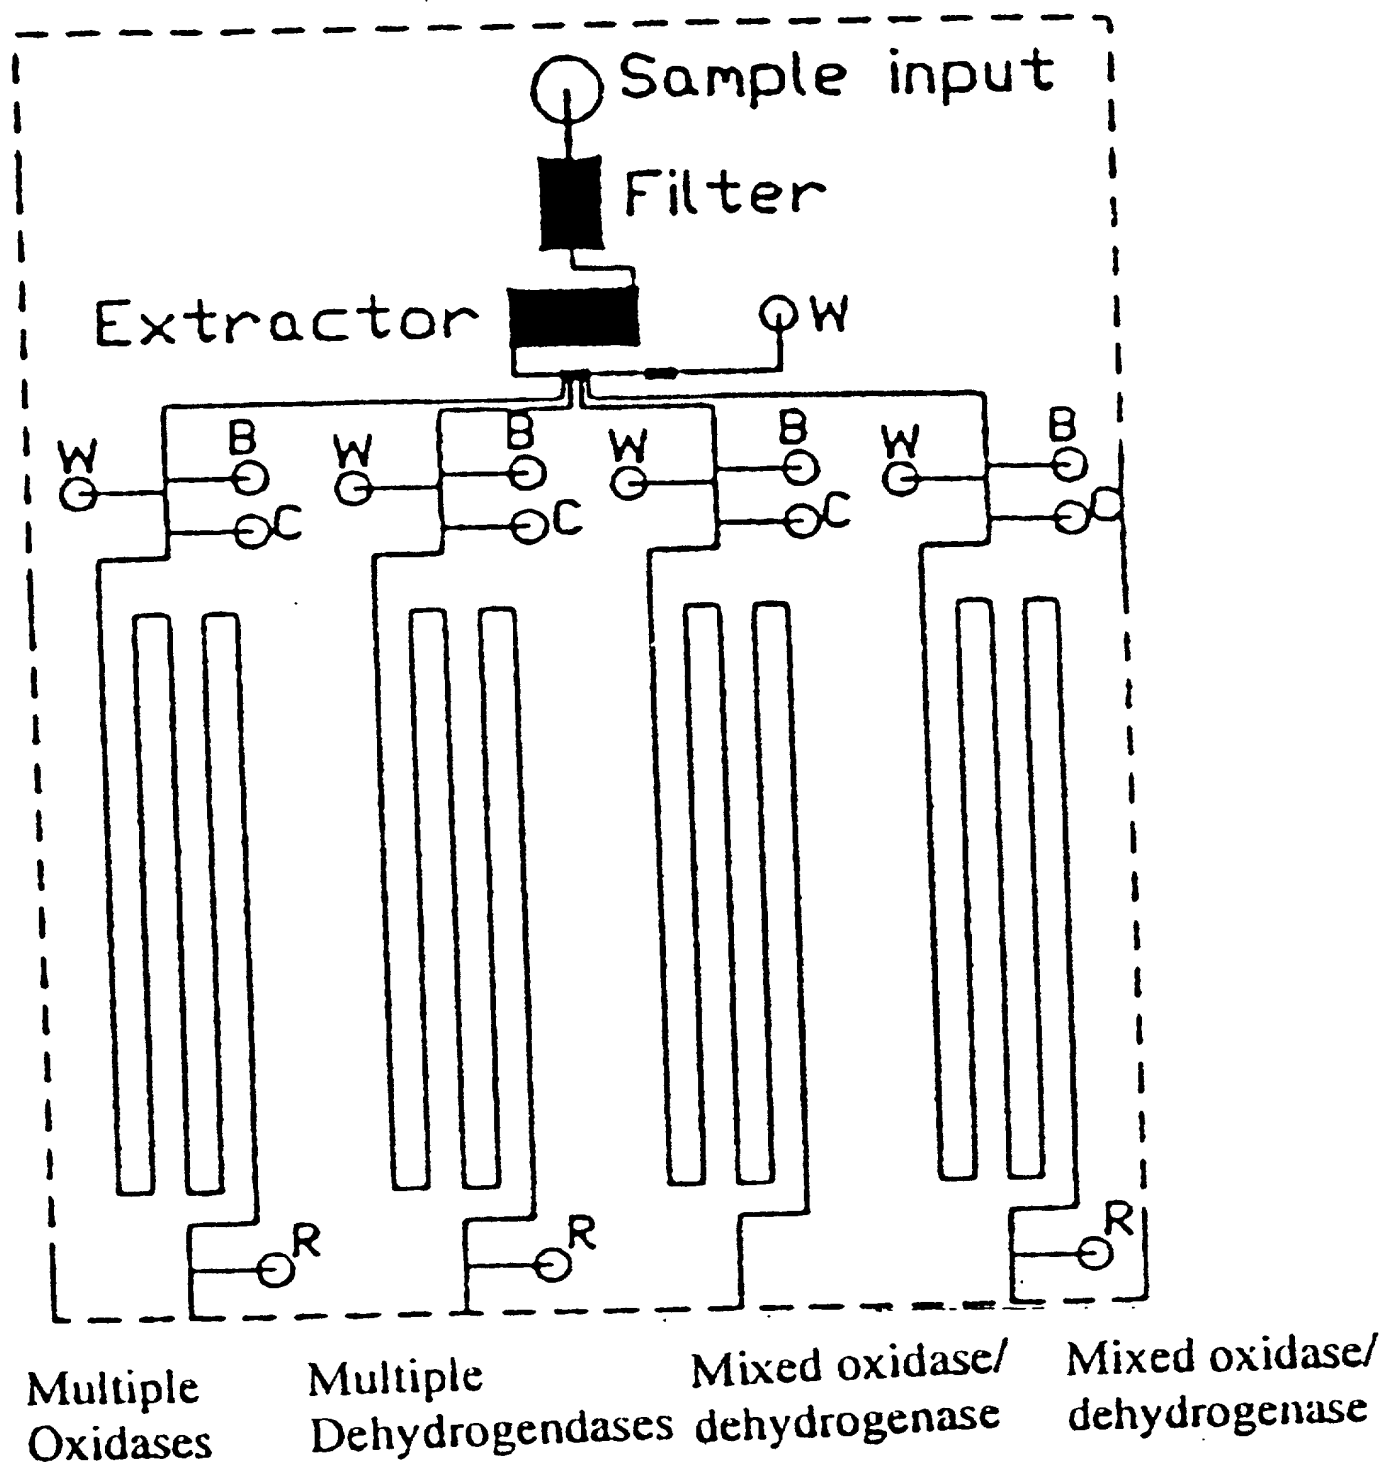 Sample input
Filter
Extractor
W
W B W B W B W B
C C C C
R R R
Multiple
Oxidases
Multiple
Dehydrogendases
Mixed oxidase/
dehydrogenase
Mixed oxidase/
dehydrogenase